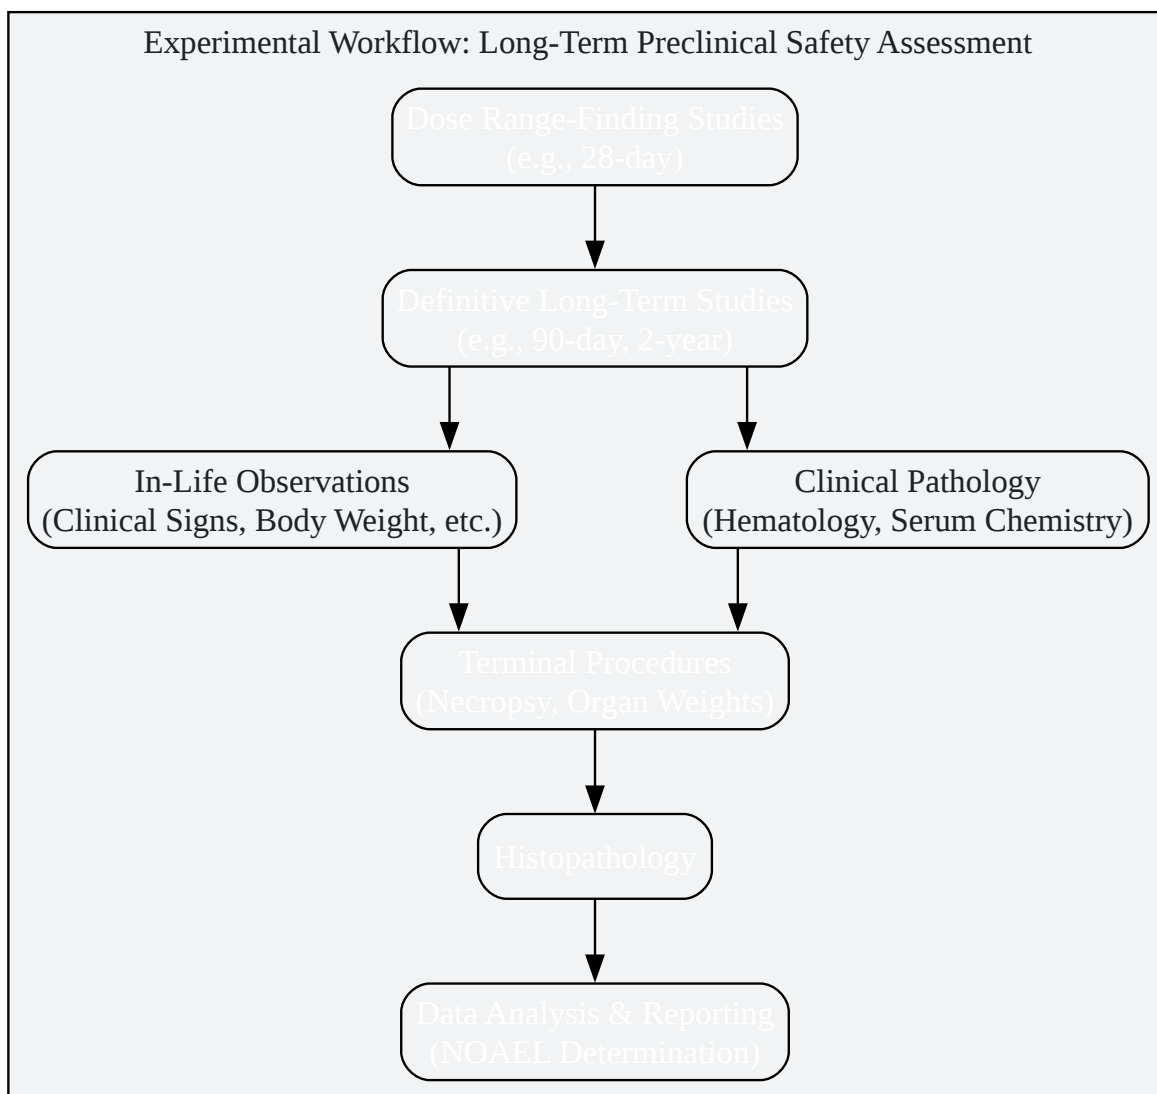 Experimental Workflow: Long-Term Preclinical Safety Assessment
Dose Range-Finding Studies
(e.g., 28-day)
Definitive Long-Term Studies
(e.g., 90-day, 2-year)
In-Life Observations
(Clinical Signs, Body Weight, etc.)
Clinical Pathology
(Hematology, Serum Chemistry)
Terminal Procedures
(Necropsy, Organ Weights)
Histopathology
Data Analysis & Reporting
(NOAEL Determination)